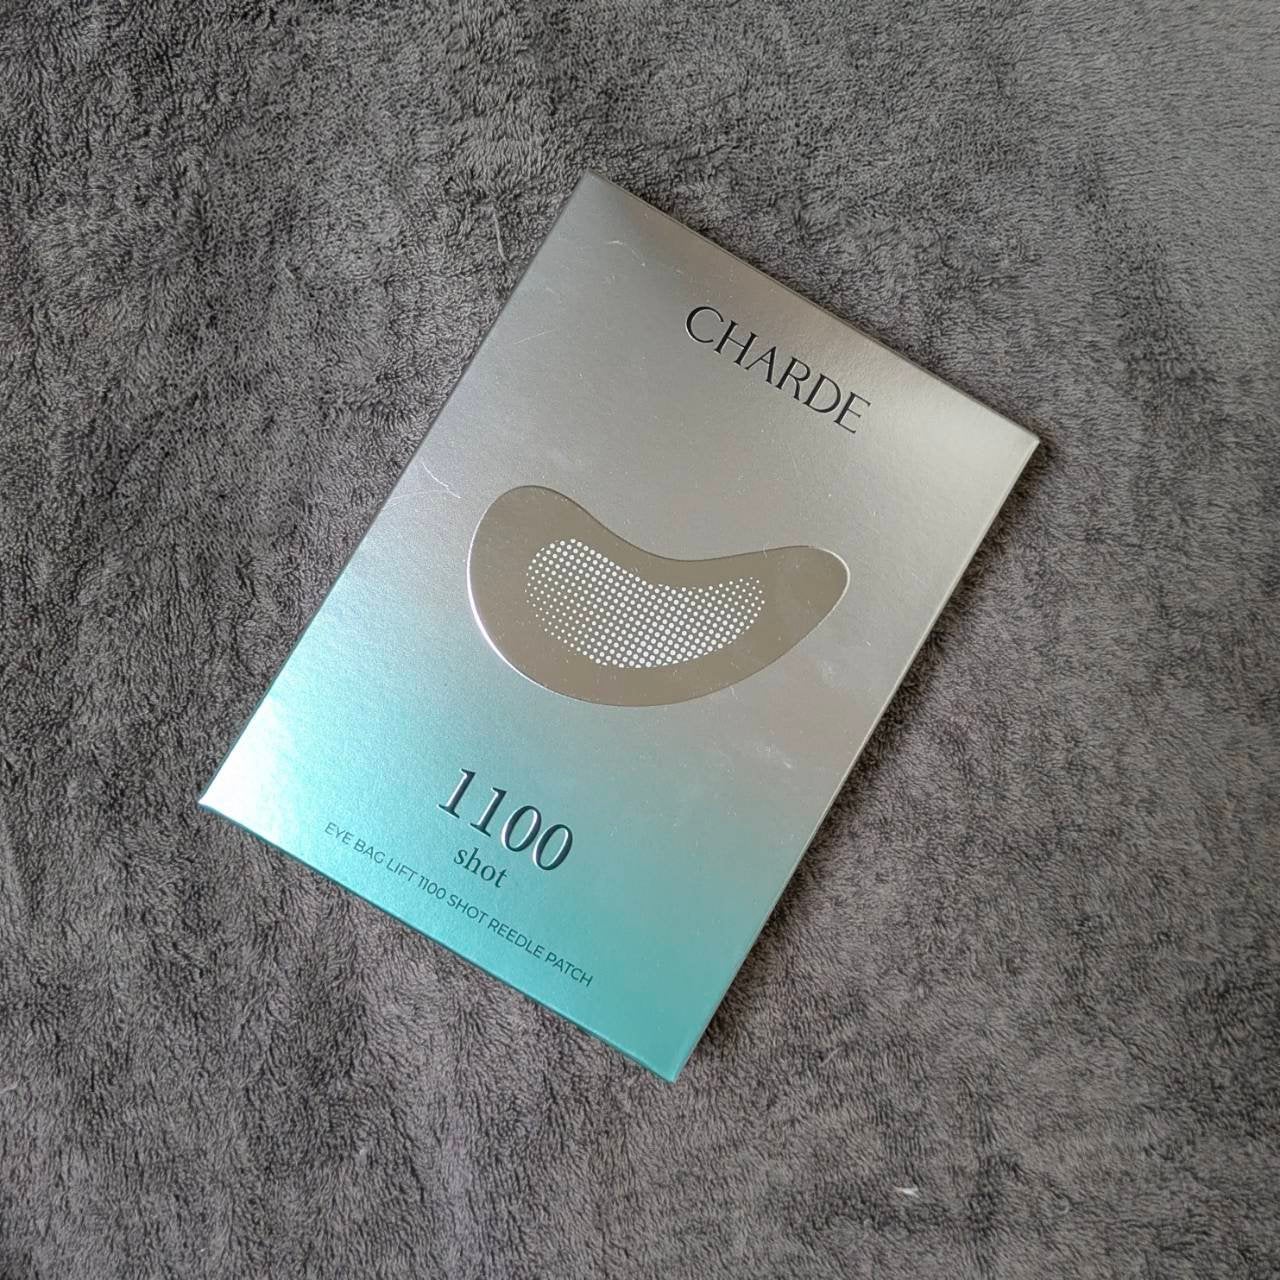 CHARDE
1100
shot
EYE BAG LIFT 1100 SHOT REEDLE PATCH